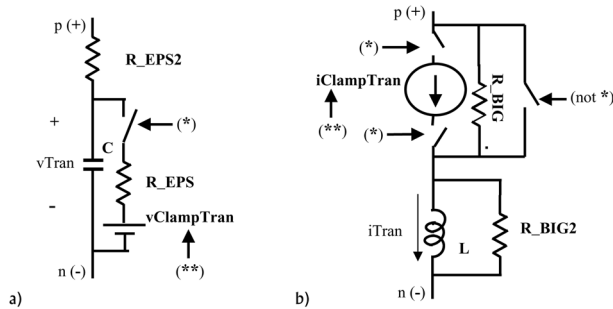 p (+)
R_EPS2
+
(*)
C
vTran
R_EPS
-
vClampTran
n (-)
(**)
a)
p (+)
(*)
iClampTran
R_BIG
(not *)
(**)
(*)
iTran
R_BIG2
L
n (-)
b)